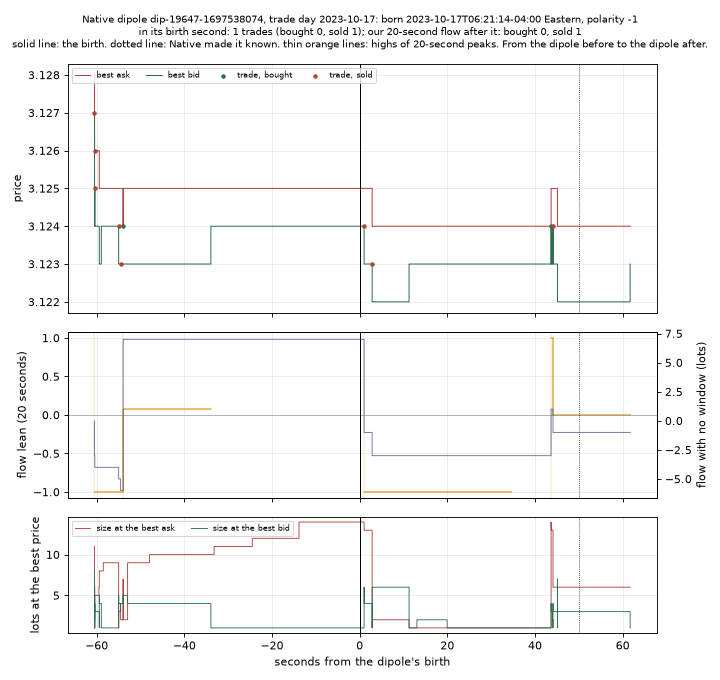 Native dipole dip-19647-1697538074, trade day 2023-10-17: born 2023-10-17T06:21:14-04:00 Eastern, polarity -1
in its birth second: 1 trades (bought 0, sold 1); our 20-second flow after it: bought 0, sold 1
solid line: the birth. dotted line: Native made it known. thin orange lines: highs of 20-second peaks. From the dipole before to the dipole after.
best ask
best bid
trade, bought
trade, sold
3.128
3.127
3.126
3.125
3.124
3.123
3.122
price
1.0
0.5
0.0
−0.5
−1.0
flow lean (20 seconds)
7.5
5.0
2.5
0.0
−2.5
−5.0
flow with no window (lots)
size at the best ask
size at the best bid
10
5
lots at the best price
−60
−40
−20
0
20
40
60
seconds from the dipole's birth